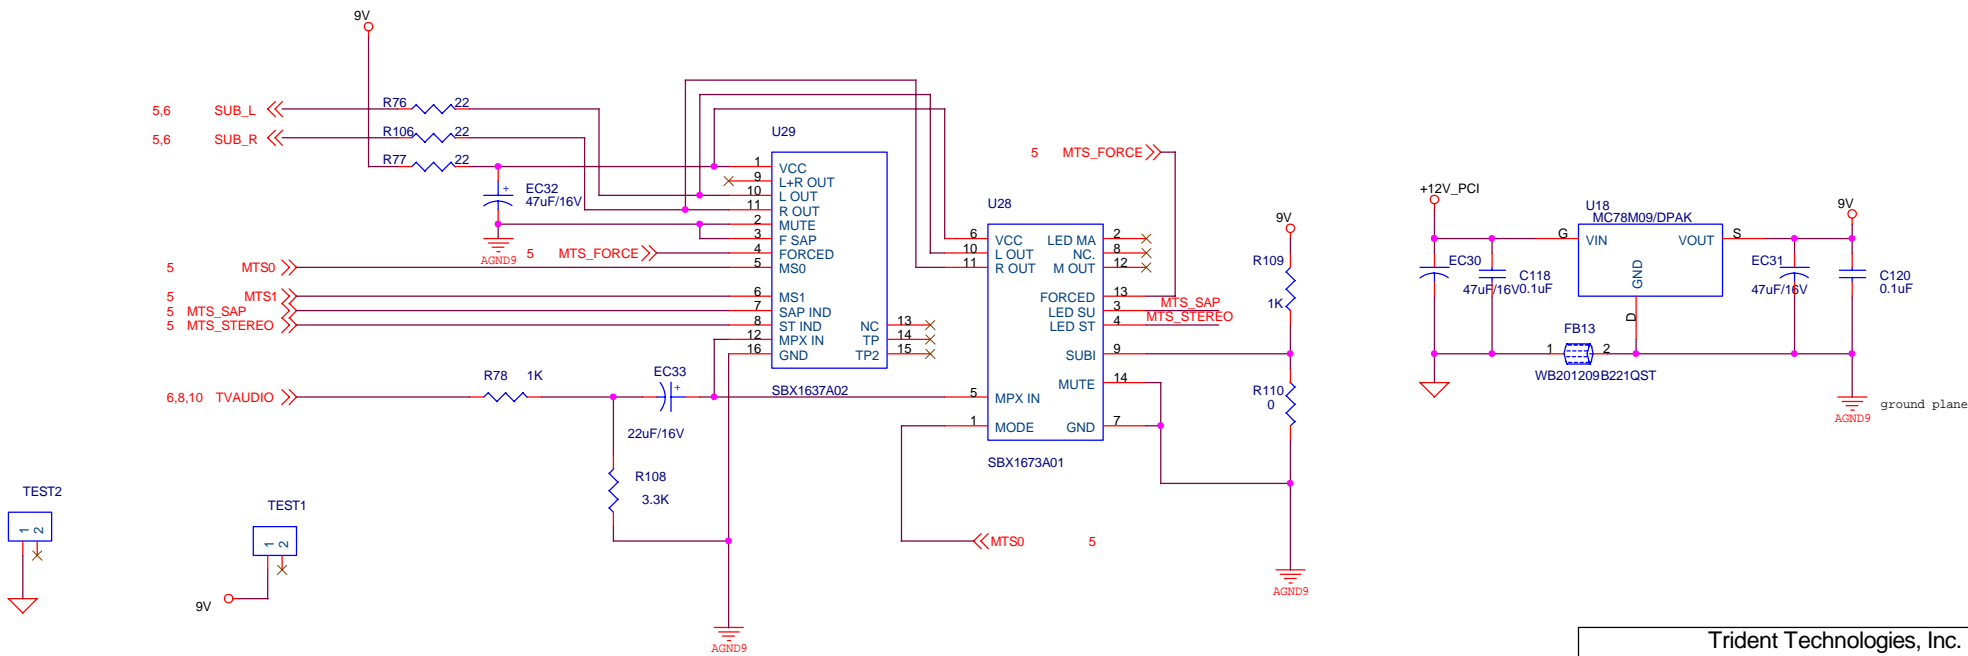 9V
5,6 SUB_L
R76 22
5,6 SUB_R
R106 22
R77 22
EC32
47uF/16V
AGND9
U29
1 VCC
9 L+R OUT
10 L OUT
11 R OUT
2 MUTE
3 F SAP
4 FORCED
5 MS0
6 MS1
7 SAP IND
8 ST IND
12 MPX IN
16 GND
NC 13
TP 14
TP2 15
SBX1637A02
5 MTS_FORCE
5 MTS0
5 MTS1
5 MTS_SAP
5 MTS_STEREO
6,8,10 TVAUDIO
R78 1K
EC33
22uF/16V
R108
3.3K
AGND9
5 MTS_FORCE
U28
6 VCC
10 L OUT
11 R OUT
5 MPX IN
1 MODE
LED MA 2
NC. 8
M OUT 12
FORCED 13
LED SU 3
LED ST 4
SUBI 9
MUTE 14
GND 7
SBX1673A01
MTS_SAP
MTS_STEREO
MTS0 5
9V
R109
1K
R110
0
AGND9
+12V_PCI
U18
MC78M09/DPAK
G VIN
VOUT S
GND
D
9V
EC30
47uF/16V
C118
0.1uF
EC31
47uF/16V
C120
0.1uF
FB13
1 2
WB201209B221QST
AGND9
ground plane
TEST2
1 2
TEST1
1 2
9V
Trident Technologies, Inc.